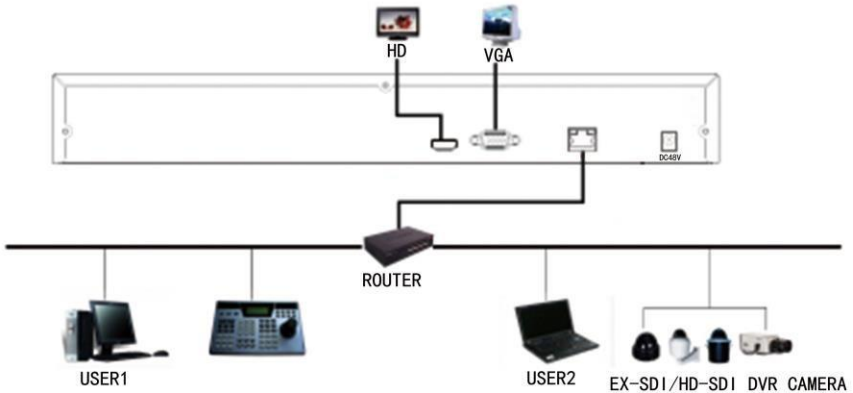 HD
VGA
DC48V
ROUTER
USER1
USER2
EX-SDI/HD-SDI DVR CAMERA